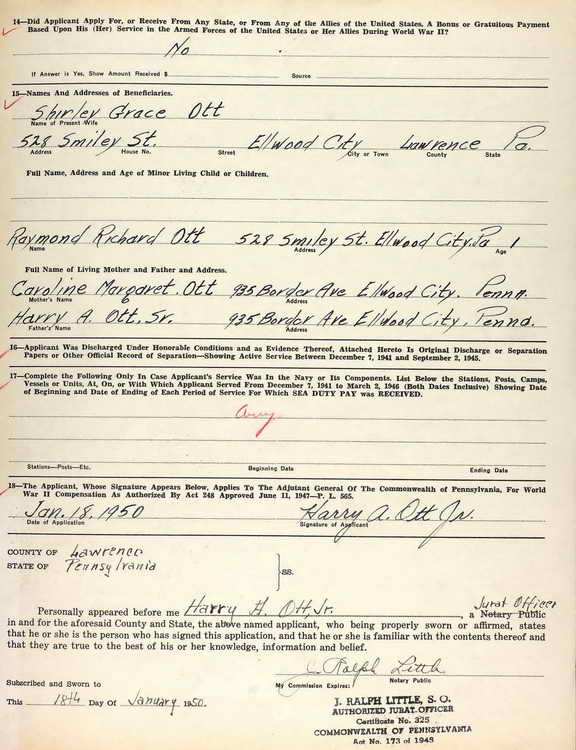 14—Did Applicant Apply For, or Receive From Any State, or From Any of the Allies of the United States, A Bonus or Gratuitous Payment
Based Upon His (Her) Service in the Armed Forces of the United States or Her Allies During World War II?
No
If Answer is Yes, Show Amount Received $ Source
15—Names And Addresses of Beneficiaries.
Shirley Grace Ott
Name of Present Wife
528 Smiley St. Ellwood City Lawrence Pa.
Address House No. Street City or Town County State
Full Name, Address and Age of Minor Living Child or Children.
Raymond Richard Ott 528 Smiley St. Ellwood City, Pa 1
Name Address Age
Full Name of Living Mother and Father and Address.
Caroline Margaret. Ott 935 Bordor Ave Ellwood City. Penna.
Mother's Name Address
Harry A. Ott, Sr. 935 Bordor Ave Ellwood City, Penna.
Father's Name Address
16—Applicant Was Discharged Under Honorable Conditions and as Evidence Thereof, Attached Hereto Is Original Discharge or Separation
Papers or Other Official Record of Separation—Showing Active Service Between December 7, 1941 and September 2, 1945.
17—Complete the Following Only In Case Applicant's Service Was In the Navy or Its Components. List Below the Stations, Posts, Camps,
Vessels or Units, At, On, or With Which Applicant Served From December 7, 1941 to March 2, 1946 (Both Dates Inclusive) Showing Date
of Beginning and Date of Ending of Each Period of Service For Which SEA DUTY PAY was RECEIVED.
Army
Stations—Posts—Etc. Beginning Date Ending Date
18—The Applicant, Whose Signature Appears Below, Applies To The Adjutant General Of The Commonwealth of Pennsylvania, For World
War II Compensation As Authorized By Act 248 Approved June 11, 1947—P. L. 565.
Jan. 18, 1950 Harry A. Ott Jr.
Date of Application Signature of Applicant
COUNTY OF Lawrence
STATE OF Pennsylvania
}ss.
Jurat Officer
Personally appeared before me Harry A. Ott, Jr., a Notary Public
in and for the aforesaid County and State, the above named applicant, who being properly sworn or affirmed, states
that he or she is the person who has signed this application, and that he or she is familiar with the contents thereof and
that they are true to the best of his or her knowledge, information and belief.
J. Ralph Little
Notary Public
My Commission Expires:
Subscribed and Sworn to
This 18th Day Of January 1950.
J. RALPH LITTLE, S. O.
AUTHORIZED JURAT OFFICER
Certificate No. 325
COMMONWEALTH OF PENNSYLVANIA
Act No. 173 of 1945